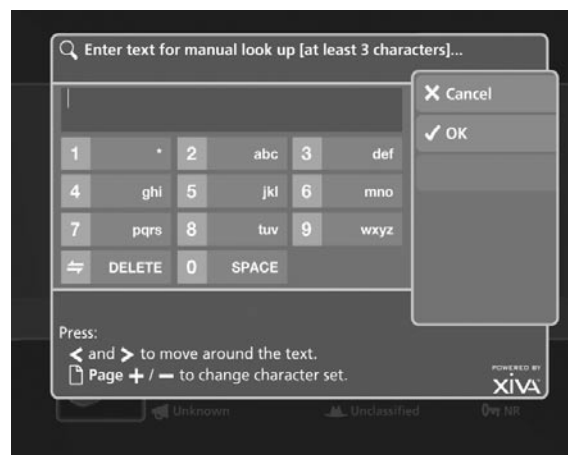 Enter text for manual look up [at least 3 characters]...
Cancel
OK
1 * 2 abc 3 def
4 ghi 5 jkl 6 mno
7 pqrs 8 tuv 9 wxyz
DELETE 0 SPACE
Press:
< and > to move around the text.
Page + / - to change character set.
POWERED BY
XIVA
Unknown Unclassified NR